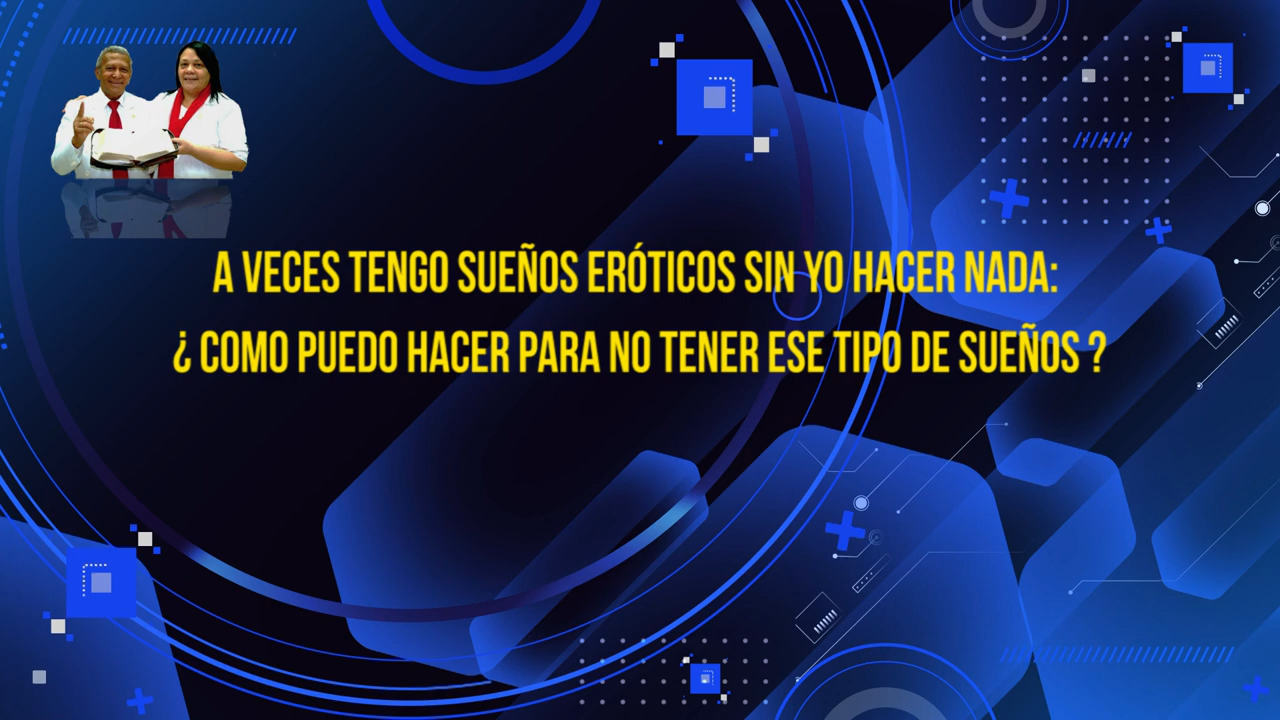 A VECES TENGO SUEÑOS ERÓTICOS SIN YO HACER NADA:
¿ COMO PUEDO HACER PARA NO TENER ESE TIPO DE SUEÑOS ?